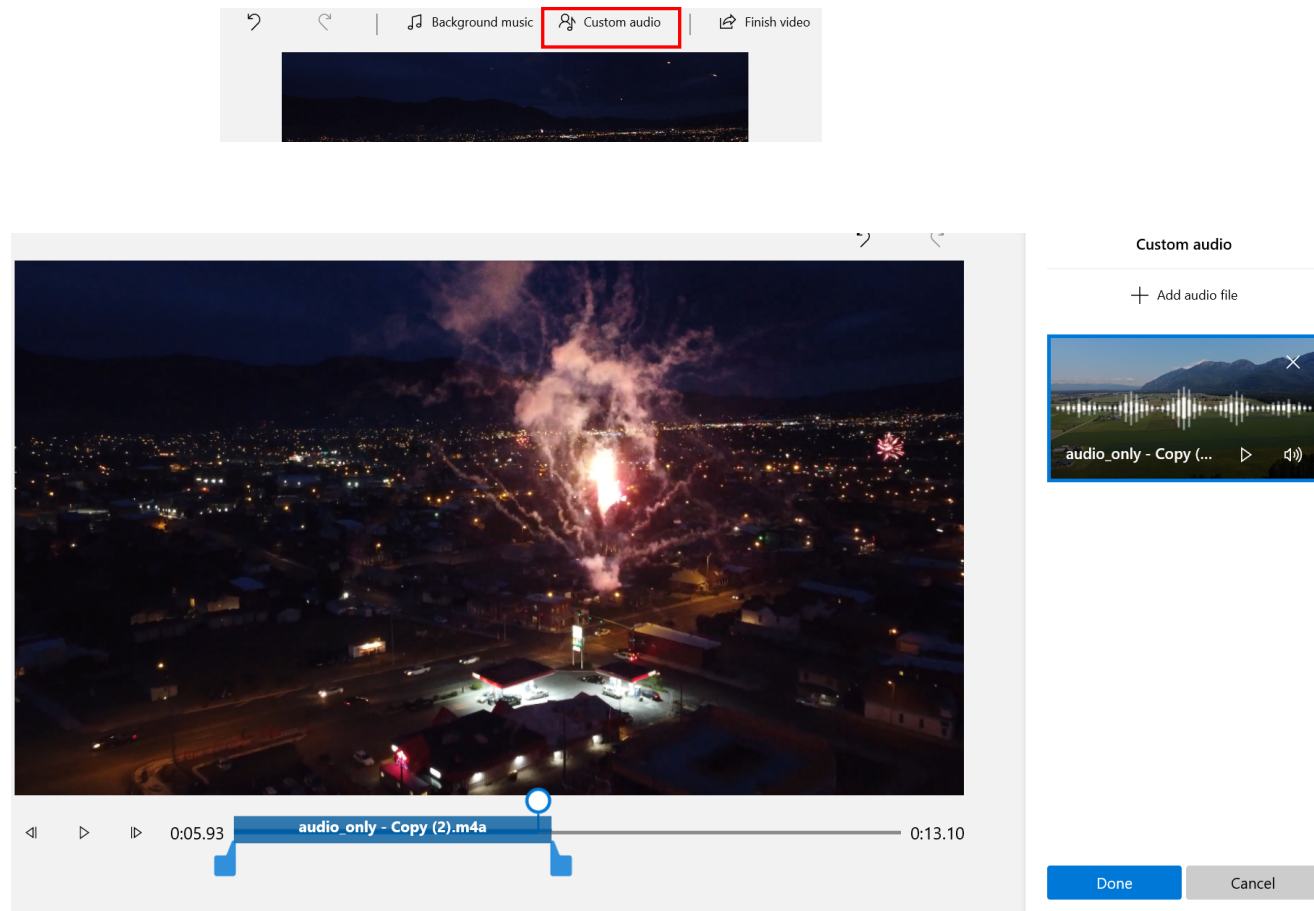 Background music
Custom audio
Finish video
Custom audio
Add audio file
audio_only - Copy (...
0:05.93
audio_only - Copy (2).m4a
0:13.10
Done
Cancel